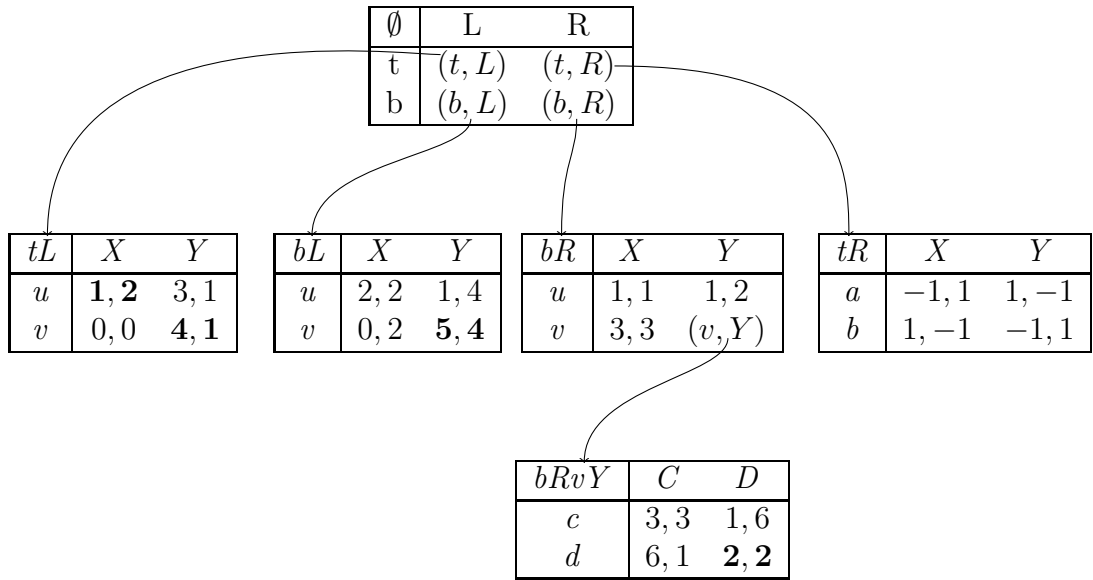 ∅ L R
t (t, L) (t, R)
b (b, L) (b, R)
tL X Y
u 1, 2 3, 1
v 0, 0 4, 1
bL X Y
u 2, 2 1, 4
v 0, 2 5, 4
bR X Y
u 1, 1 1, 2
v 3, 3 (v, Y)
tR X Y
a −1, 1 1, −1
b 1, −1 −1, 1
bRvY C D
c 3, 3 1, 6
d 6, 1 2, 2